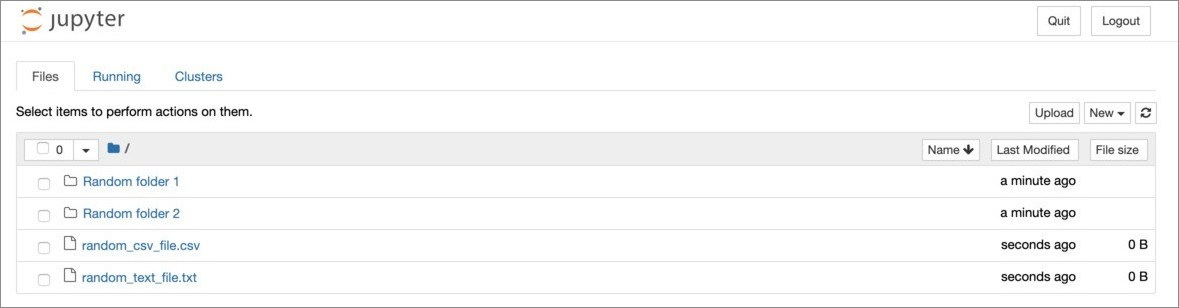 jupyter Quit Logout
Files Running Clusters
Select items to perform actions on them. Upload New
0 / Name Last Modified File size
Random folder 1 a minute ago
Random folder 2 a minute ago
random_csv_file.csv seconds ago 0 B
random_text_file.txt seconds ago 0 B